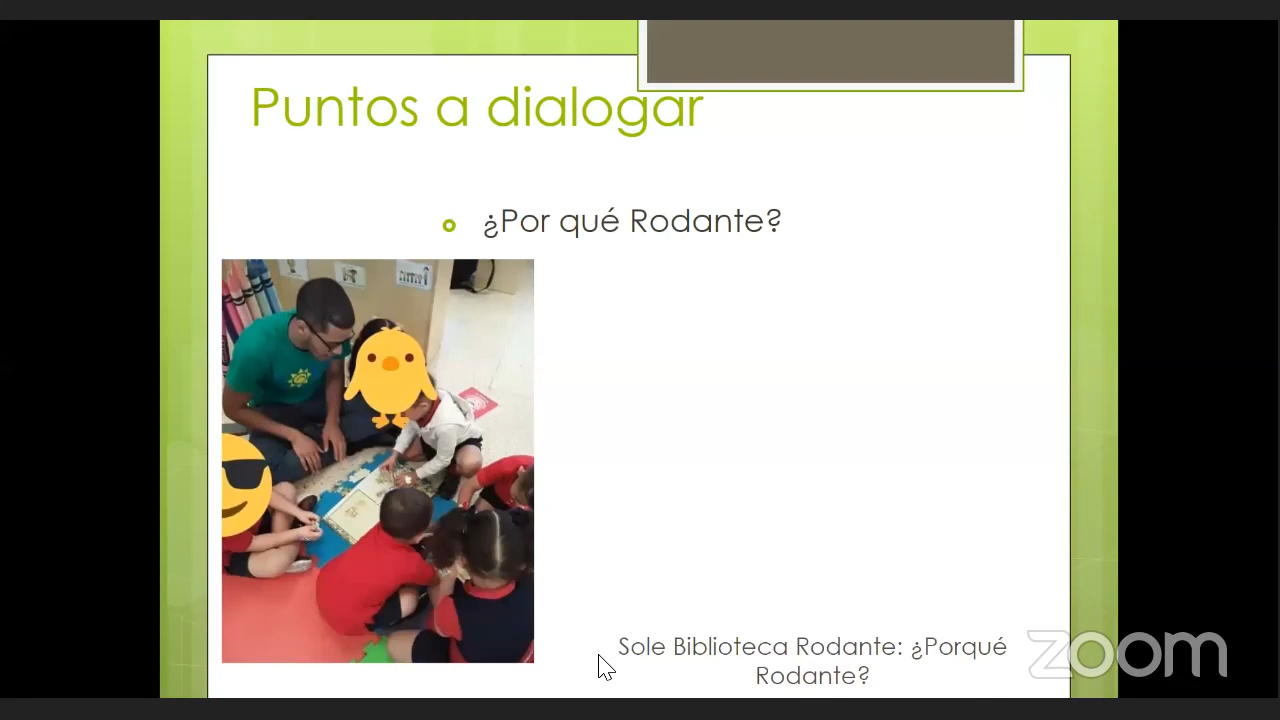 Puntos a dialogar
¿Por qué Rodante?
Sole Biblioteca Rodante: ¿Porqué
Rodante?
zoom